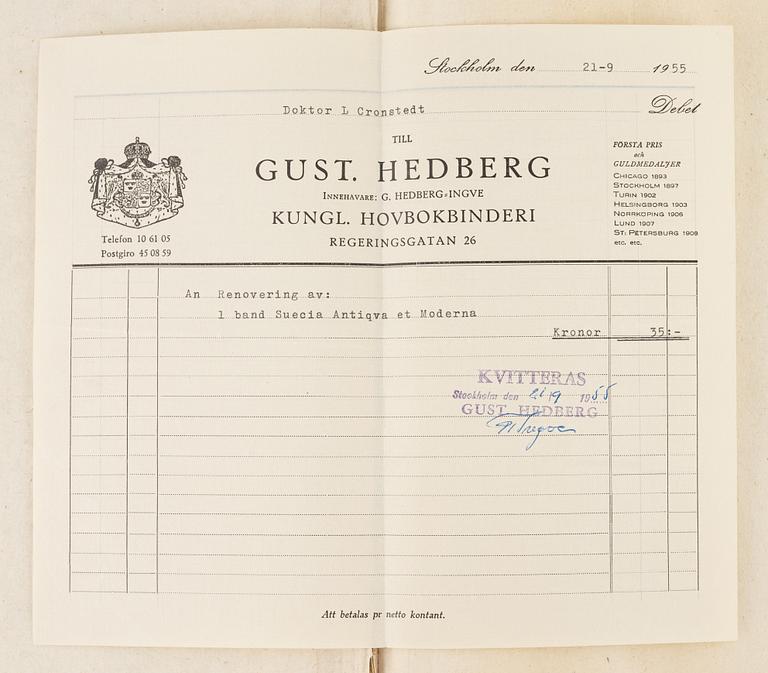 Stockholm den 21-9 1955
Doktor L Cronstedt Debet
TILL
GUST. HEDBERG
INNEHAVARE: G. HEDBERG-INGVE
KUNGL. HOVBOKBINDERI
REGERINGSGATAN 26
Telefon 10 61 05
Postgiro 45 08 59
FÖRSTA PRIS
och
GULDMEDALJER
CHICAGO 1893
STOCKHOLM 1897
TURIN 1902
HELSINGBORG 1903
NORRKÖPING 1906
LUND 1907
ST: PETERSBURG 1908
etc. etc.
An Renovering av:
1 band Suecia Antiqva et Moderna
Kronor 35:-
KVITTERAS
Stockholm den 21/9 1955
GUST. HEDBERG
Att betalas pr netto kontant.